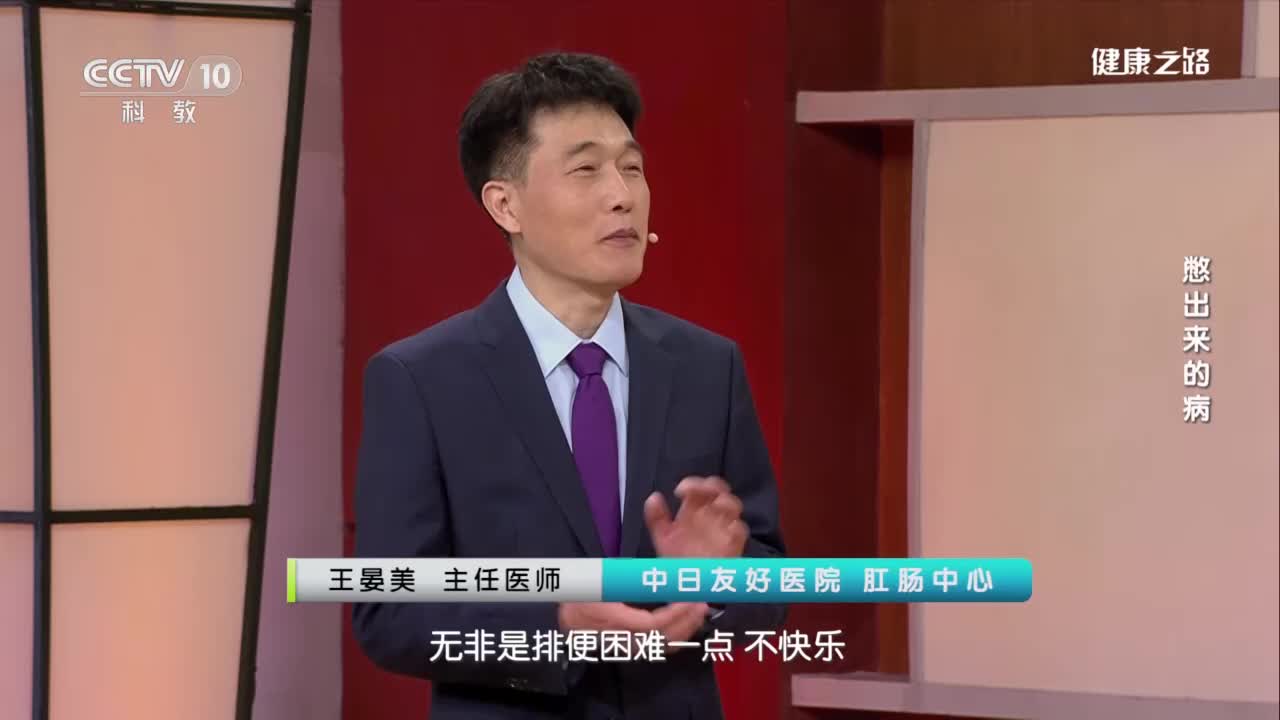 CCTV 10
科教
健康之路
憋出来的病
王晏美 主任医师
中日友好医院 肛肠中心
无非是排便困难一点 不快乐